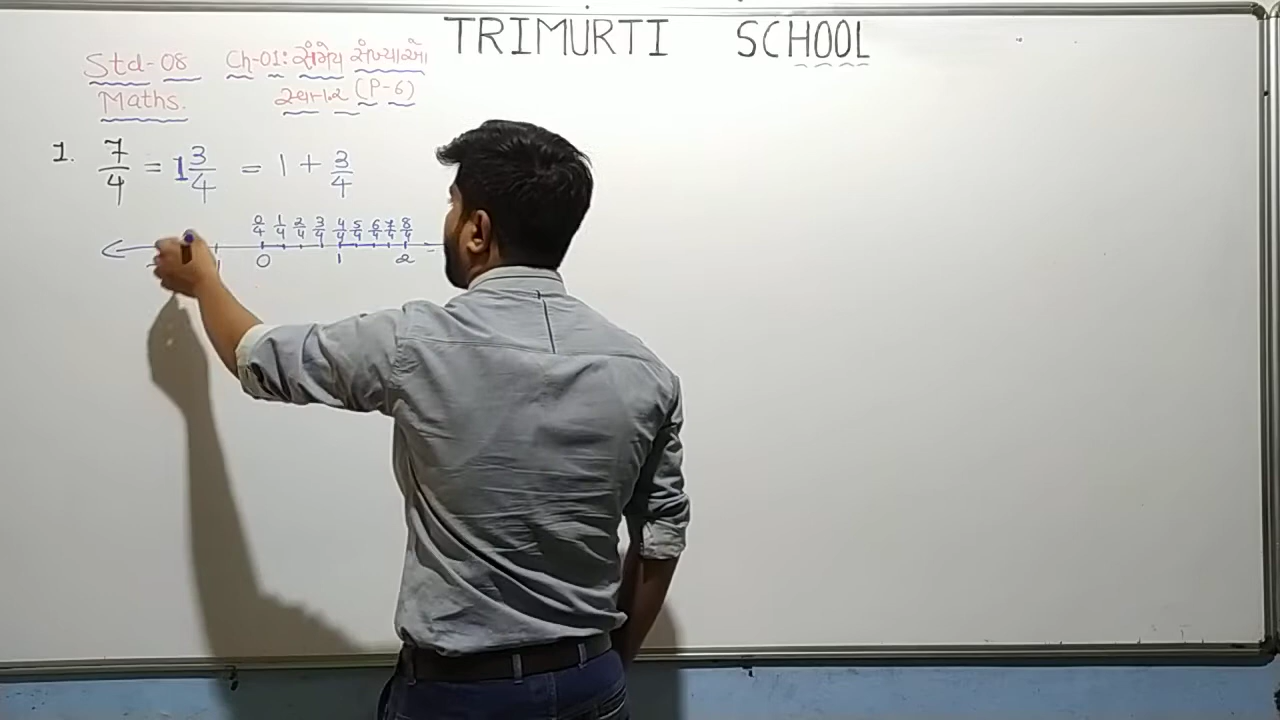 TRIMURTI SCHOOL
Std-08 Ch-01: સંમેય સંખ્યાઓ
Maths. (P-6)
1. 7/4 = 1 3/4 = 1 + 3/4
0/4 1/4 2/4 3/4 4/4 5/4 6/4 7/4 8/4
0 1 2